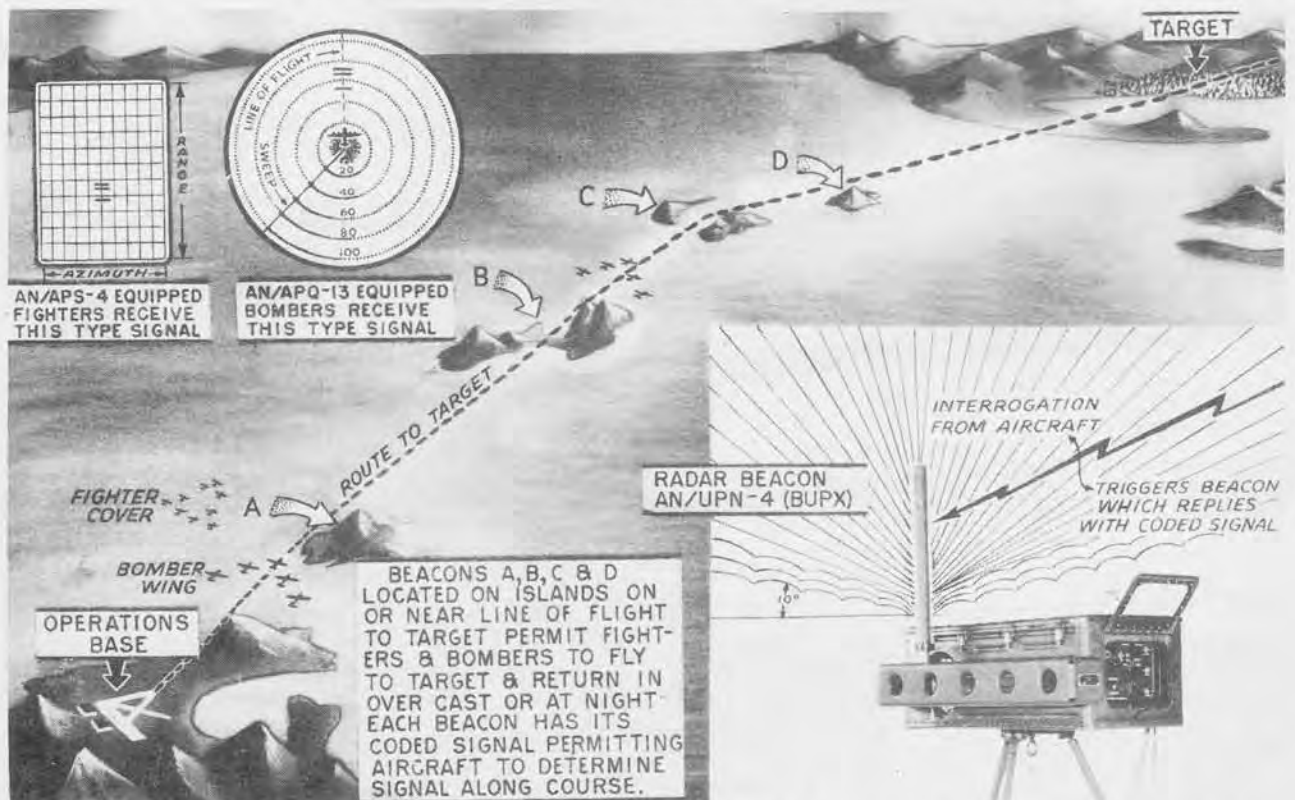 TARGET
LINE OF FLIGHT
SWEEP
20
40
60
80
100
RANGE
AZIMUTH
AN/APS-4 EQUIPPED
FIGHTERS RECEIVE
THIS TYPE SIGNAL
AN/APQ-13 EQUIPPED
BOMBERS RECEIVE
THIS TYPE SIGNAL
D
C
B
ROUTE TO TARGET
A
FIGHTER
COVER
BOMBER
WING
OPERATIONS
BASE
BEACONS A, B, C & D
LOCATED ON ISLANDS ON
OR NEAR LINE OF FLIGHT
TO TARGET PERMIT FIGHT-
ERS & BOMBERS TO FLY
TO TARGET & RETURN IN
OVER CAST OR AT NIGHT-
EACH BEACON HAS ITS
CODED SIGNAL PERMITTING
AIRCRAFT TO DETERMINE
SIGNAL ALONG COURSE.
RADAR BEACON
AN/UPN-4 (BUPX)
INTERROGATION
FROM AIRCRAFT
TRIGGERS BEACON
WHICH REPLIES
WITH CODED SIGNAL
10°